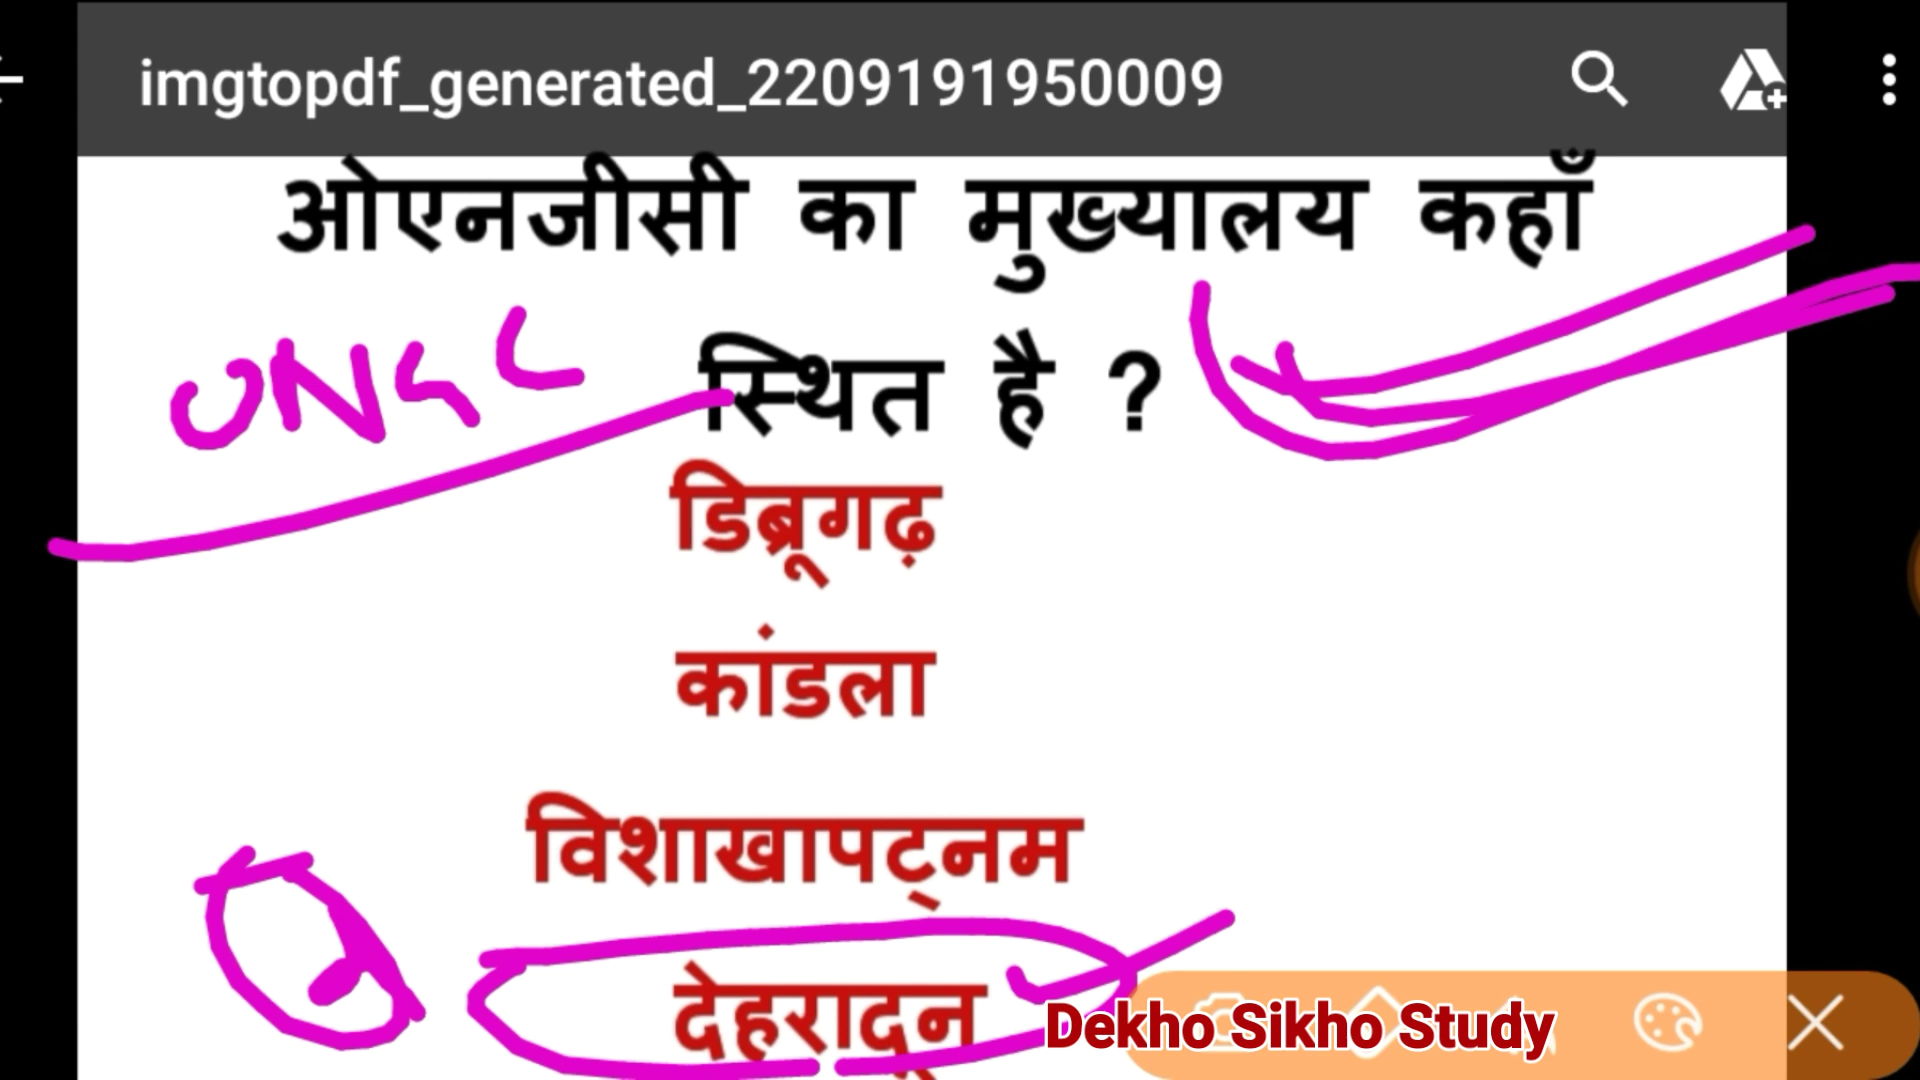 imgtopdf_generated_2209191950009
ओएनजीसी का मुख्यालय कहाँ
ONGC
स्थित है ?
डिब्रूगढ़
कांडला
विशाखापट्नम
देहरादून
Dekho Sikho Study